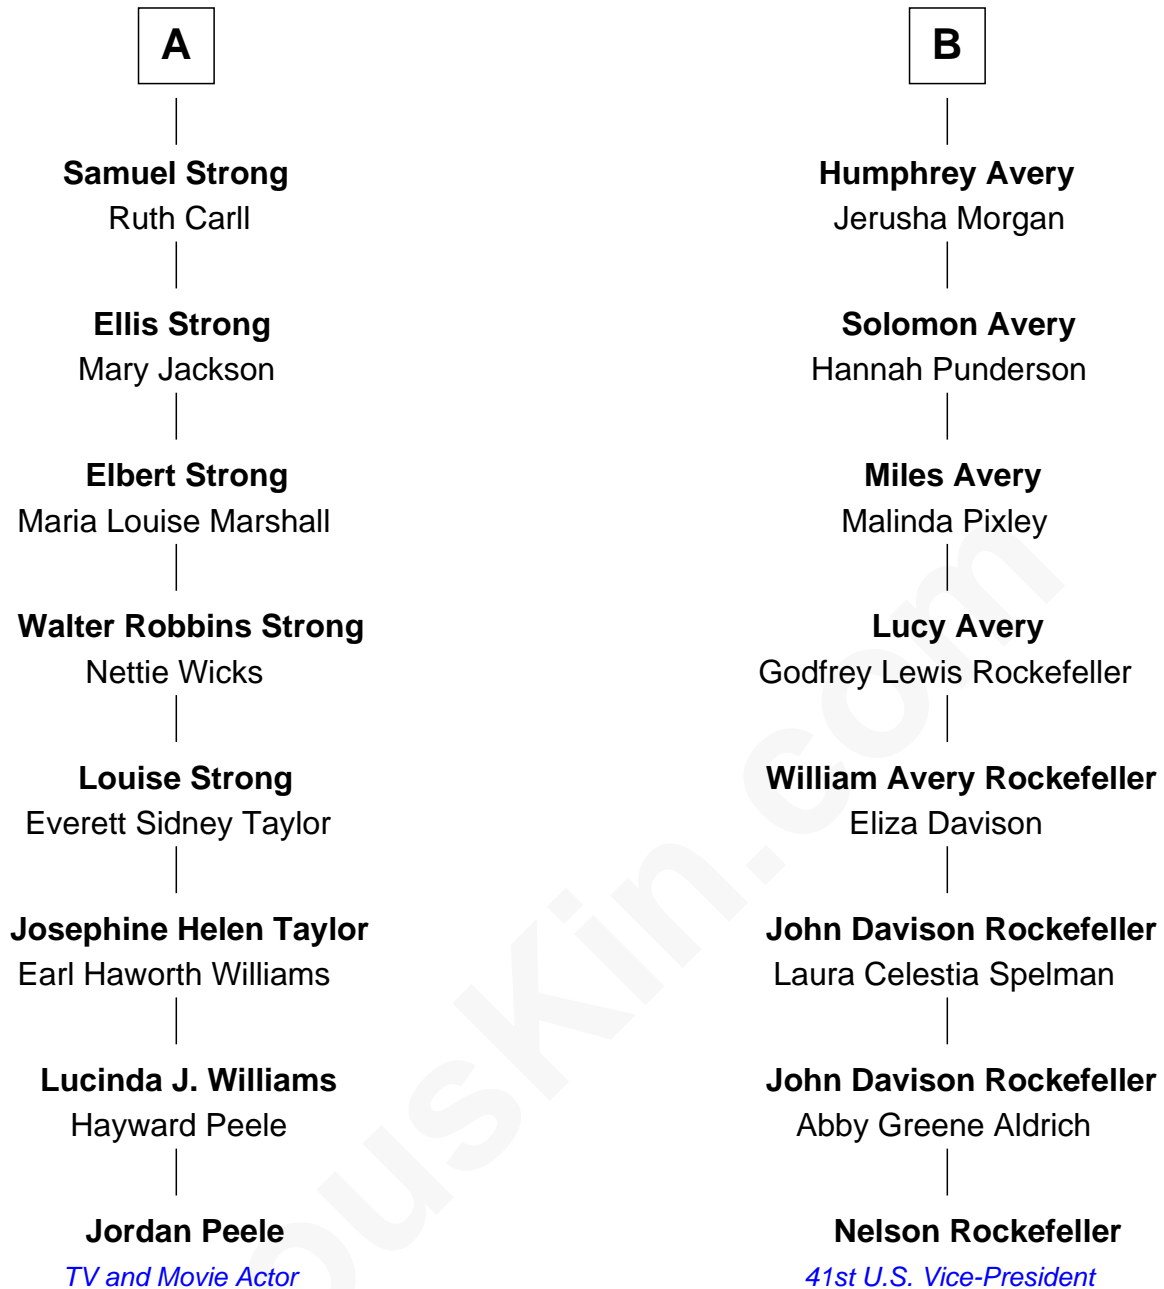 A
Samuel Strong
Ruth Carll
Ellis Strong
Mary Jackson
Elbert Strong
Maria Louise Marshall
Walter Robbins Strong
Nettie Wicks
Louise Strong
Everett Sidney Taylor
Josephine Helen Taylor
Earl Haworth Williams
Lucinda J. Williams
Hayward Peele
Jordan Peele
TV and Movie Actor
B
Humphrey Avery
Jerusha Morgan
Solomon Avery
Hannah Punderson
Miles Avery
Malinda Pixley
Lucy Avery
Godfrey Lewis Rockefeller
William Avery Rockefeller
Eliza Davison
John Davison Rockefeller
Laura Celestia Spelman
John Davison Rockefeller
Abby Greene Aldrich
Nelson Rockefeller
41st U.S. Vice-President
ousKin.com